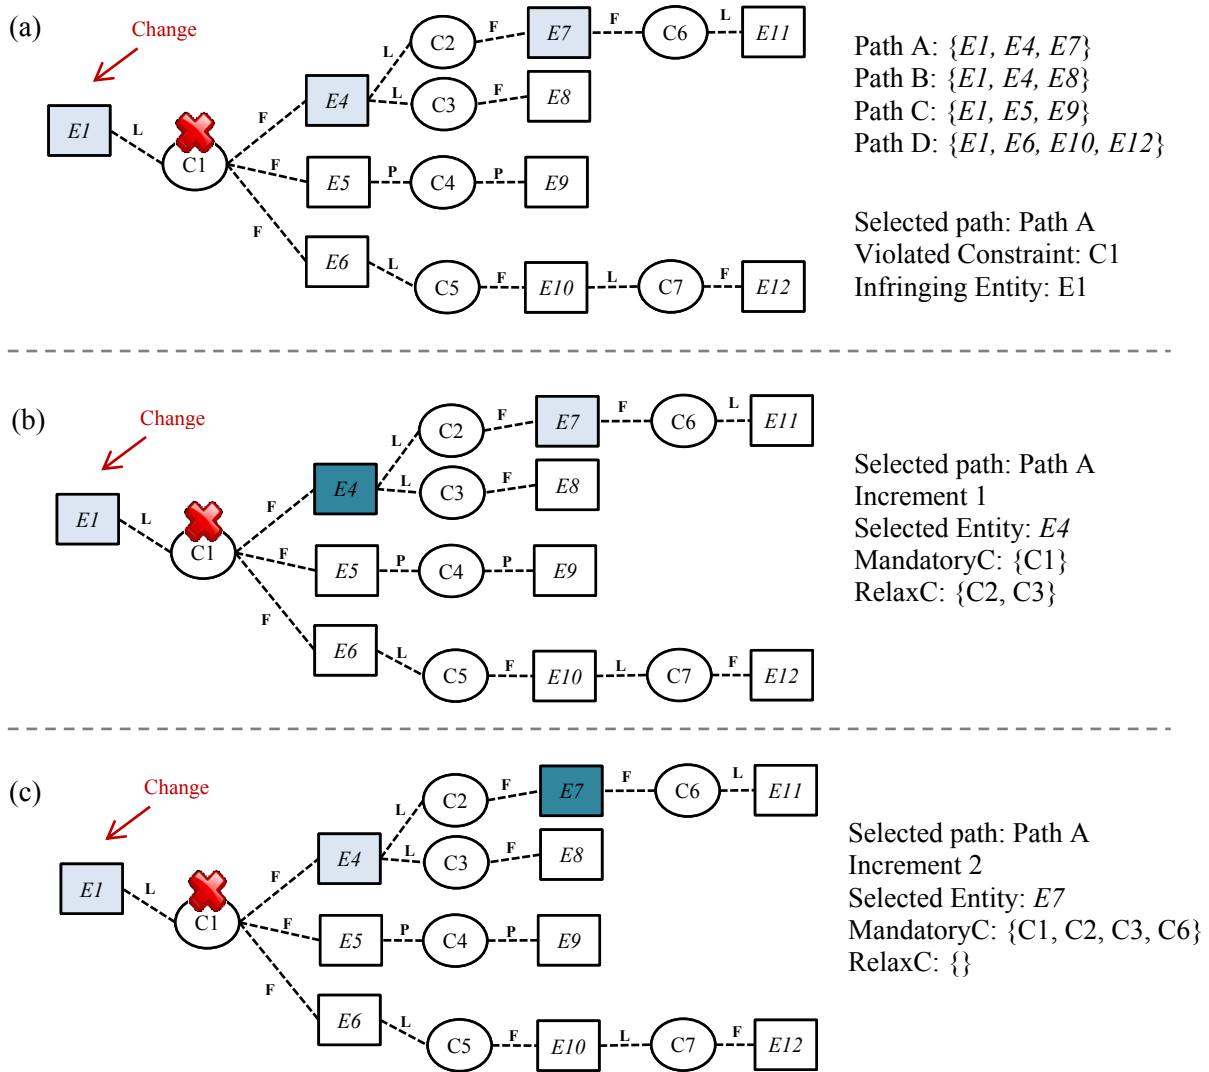 (a)
Change
E1
L
C1
F
F
F
E4
L
L
C2
C3
F
F
E7
E8
F
C6
L
E11
E5
P
C4
P
E9
E6
L
C5
F
E10
L
C7
F
E12
Path A: {E1, E4, E7}
Path B: {E1, E4, E8}
Path C: {E1, E5, E9}
Path D: {E1, E6, E10, E12}
Selected path: Path A
Violated Constraint: C1
Infringing Entity: E1
(b)
Change
E1
L
C1
F
F
F
E4
L
L
C2
C3
F
F
E7
E8
F
C6
L
E11
E5
P
C4
P
E9
E6
L
C5
F
E10
L
C7
F
E12
Selected path: Path A
Increment 1
Selected Entity: E4
MandatoryC: {C1}
RelaxC: {C2, C3}
(c)
Change
E1
L
C1
F
F
F
E4
L
L
C2
C3
F
F
E7
E8
F
C6
L
E11
E5
P
C4
P
E9
E6
L
C5
F
E10
L
C7
F
E12
Selected path: Path A
Increment 2
Selected Entity: E7
MandatoryC: {C1, C2, C3, C6}
RelaxC: {}